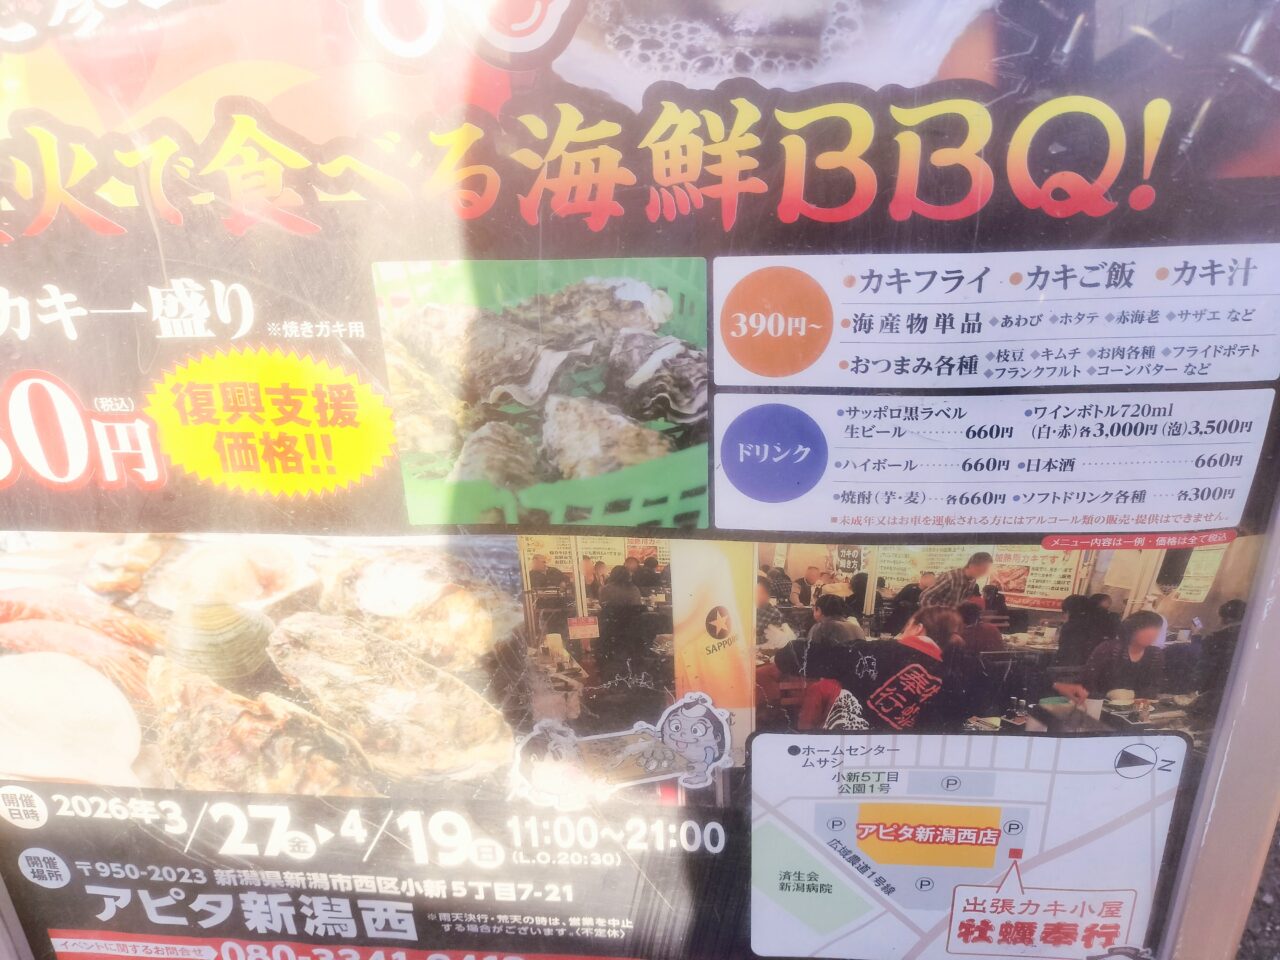 火で食べる海鮮BBQ!
カキ一盛り ※焼きガキ用
0円(税込)
復興支援
価格!!
390円~
●カキフライ ●カキご飯 ●カキ汁
●海産物単品 ◆あわび ◆ホタテ ◆赤海老 ◆サザエ など
●おつまみ各種 ◆枝豆 ◆キムチ ◆お肉各種 ◆フライドポテト
◆フランクフルト ◆コーンバター など
ドリンク
●サッポロ黒ラベル
生ビール………660円
●ワインボトル720ml
(白・赤)各3,000円(泡)3,500円
●ハイボール……660円 ●日本酒………………660円
●焼酎(芋・麦)…各660円 ●ソフトドリンク各種……各300円
■未成年又はお車を運転される方にはアルコール類の販売・提供はできません。
メニュー内容は一例・価格は全て税込
カキの
焼き方
加熱用カキです
SAPPORO
奉行
開催
日時
2026年3/27金▶4/19日 11:00~21:00
(L.O.20:30)
開催
場所
〒950-2023 新潟県新潟市西区小新5丁目7-21
アピタ新潟西
※雨天決行・荒天の時は、営業を中止
する場合がございます。(不定休)
イベントに関するお問合せ
●ホームセンター
ムサシ
小新5丁目
公園1号
P
N
P
アピタ新潟西店
P
広域農道1号線
P
済生会
新潟病院
出張カキ小屋
牡蠣奉行